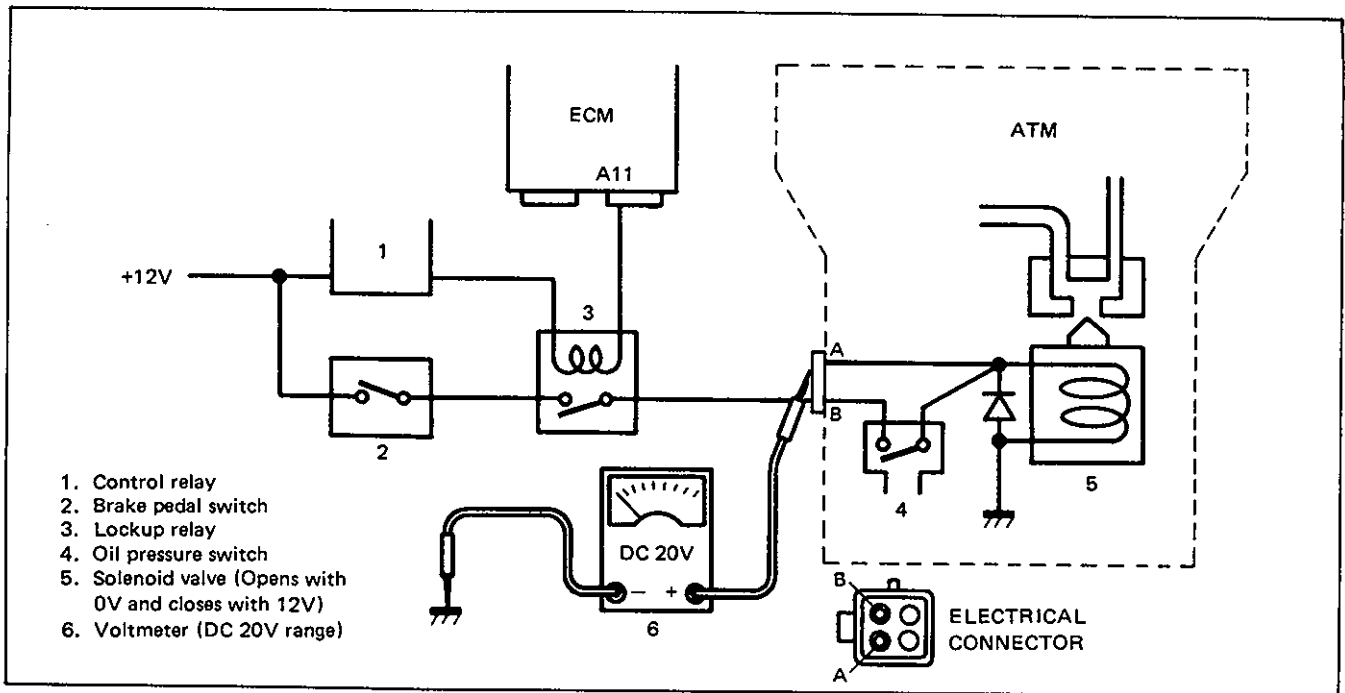 ECM
A11
ATM
1
+12V
3
A
B
2
4
5
DC 20V
- +
6
1. Control relay
2. Brake pedal switch
3. Lockup relay
4. Oil pressure switch
5. Solenoid valve (Opens with
0V and closes with 12V)
6. Voltmeter (DC 20V range)
B
A
ELECTRICAL
CONNECTOR